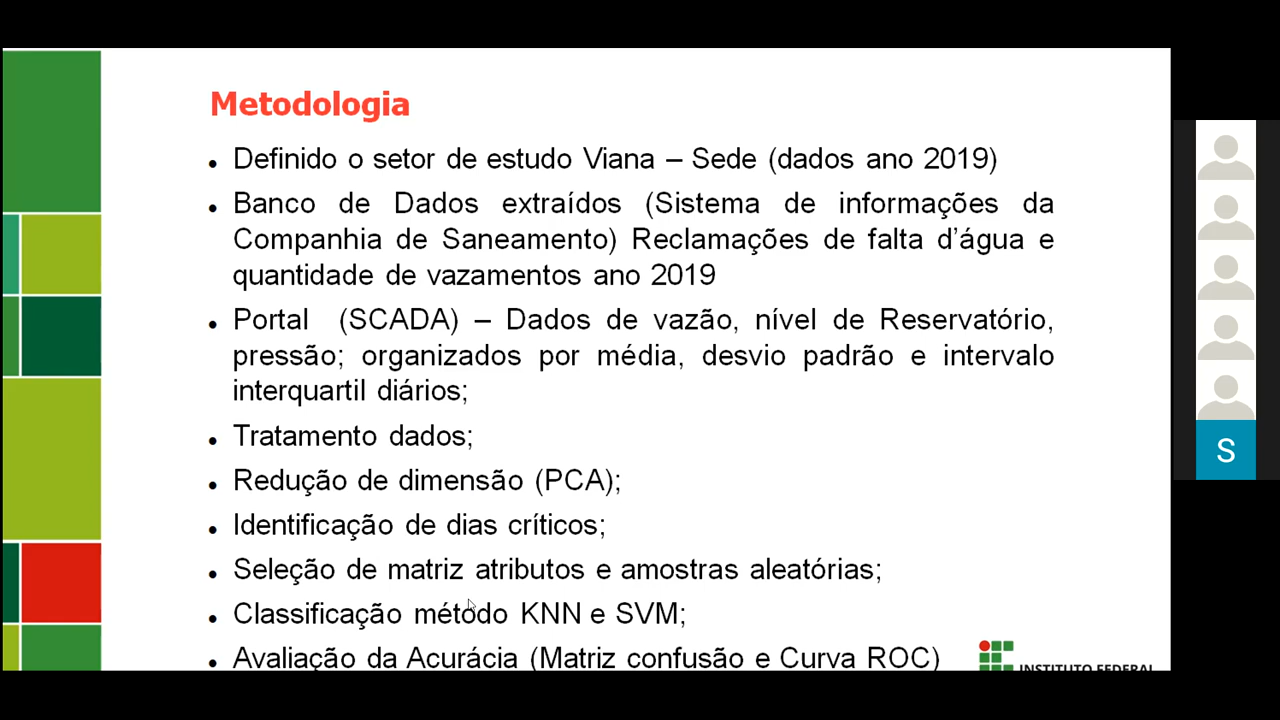 Metodologia
• Definido o setor de estudo Viana – Sede (dados ano 2019)
• Banco de Dados extraídos (Sistema de informações da
Companhia de Saneamento) Reclamações de falta d’água e
quantidade de vazamentos ano 2019
• Portal (SCADA) – Dados de vazão, nível de Reservatório,
pressão; organizados por média, desvio padrão e intervalo
interquartil diários;
• Tratamento dados;
• Redução de dimensão (PCA);
• Identificação de dias críticos;
• Seleção de matriz atributos e amostras aleatórias;
• Classificação método KNN e SVM;
• Avaliação da Acurácia (Matriz confusão e Curva ROC)
INSTITUTO FEDERAL
S